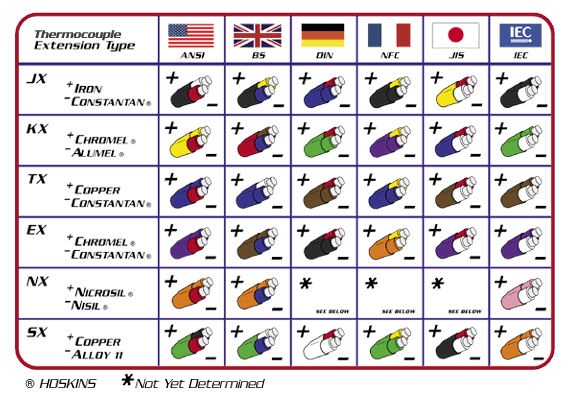 Thermocouple
Extension Type
ANSI BS DIN NFC JIS IEC
IEC
JX
+ IRON
- CONSTANTAN ®
+ - + - + - + - + - + -
KX
+ CHROMEL ®
- ALUMEL ®
+ - + - + - + - + - + -
TX
+ COPPER
- CONSTANTAN ®
+ - + - + - + - + - + -
EX
+ CHROMEL ®
- CONSTANTAN ®
+ - + - + - + - + - + -
NX
+ NICROSIL ®
- NISIL ®
+ - + - * SEE BELOW * SEE BELOW * SEE BELOW + -
SX
+ COPPER
- ALLOY 11
+ - + - + - + - + - + -
® HOSKINS *Not Yet Determined